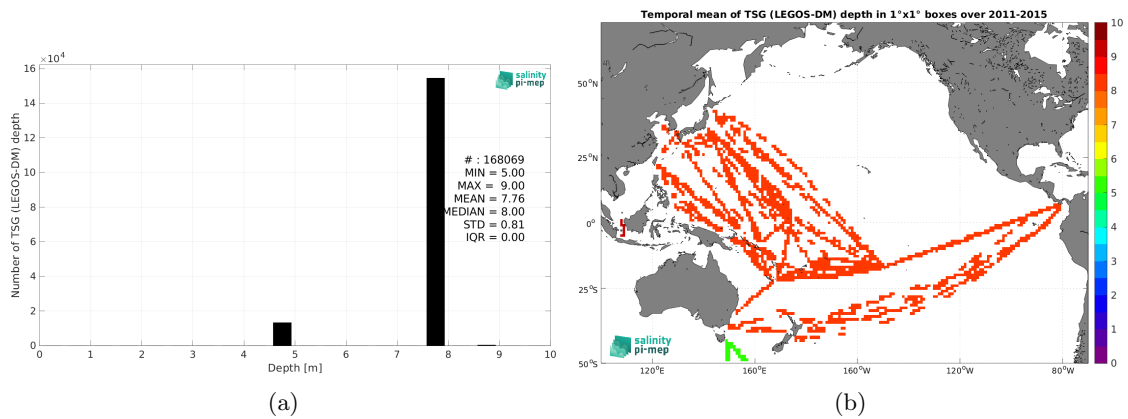 ×10⁴
16
14
12
10
8
6
4
2
0
Number of TSG (LEGOS-DM) depth
salinity
pi-mep
# : 168069
MIN = 5.00
MAX = 9.00
MEAN = 7.76
MEDIAN = 8.00
STD = 0.81
IQR = 0.00
0 1 2 3 4 5 6 7 8 9 10
Depth [m]
(a)
Temporal mean of TSG (LEGOS-DM) depth in 1°x1° boxes over 2011-2015
50°N
25°N
0°
25°S
50°S
120°E
160°E
160°W
120°W
80°W
salinity
pi-mep
10
9
8
7
6
5
4
3
2
1
0
(b)